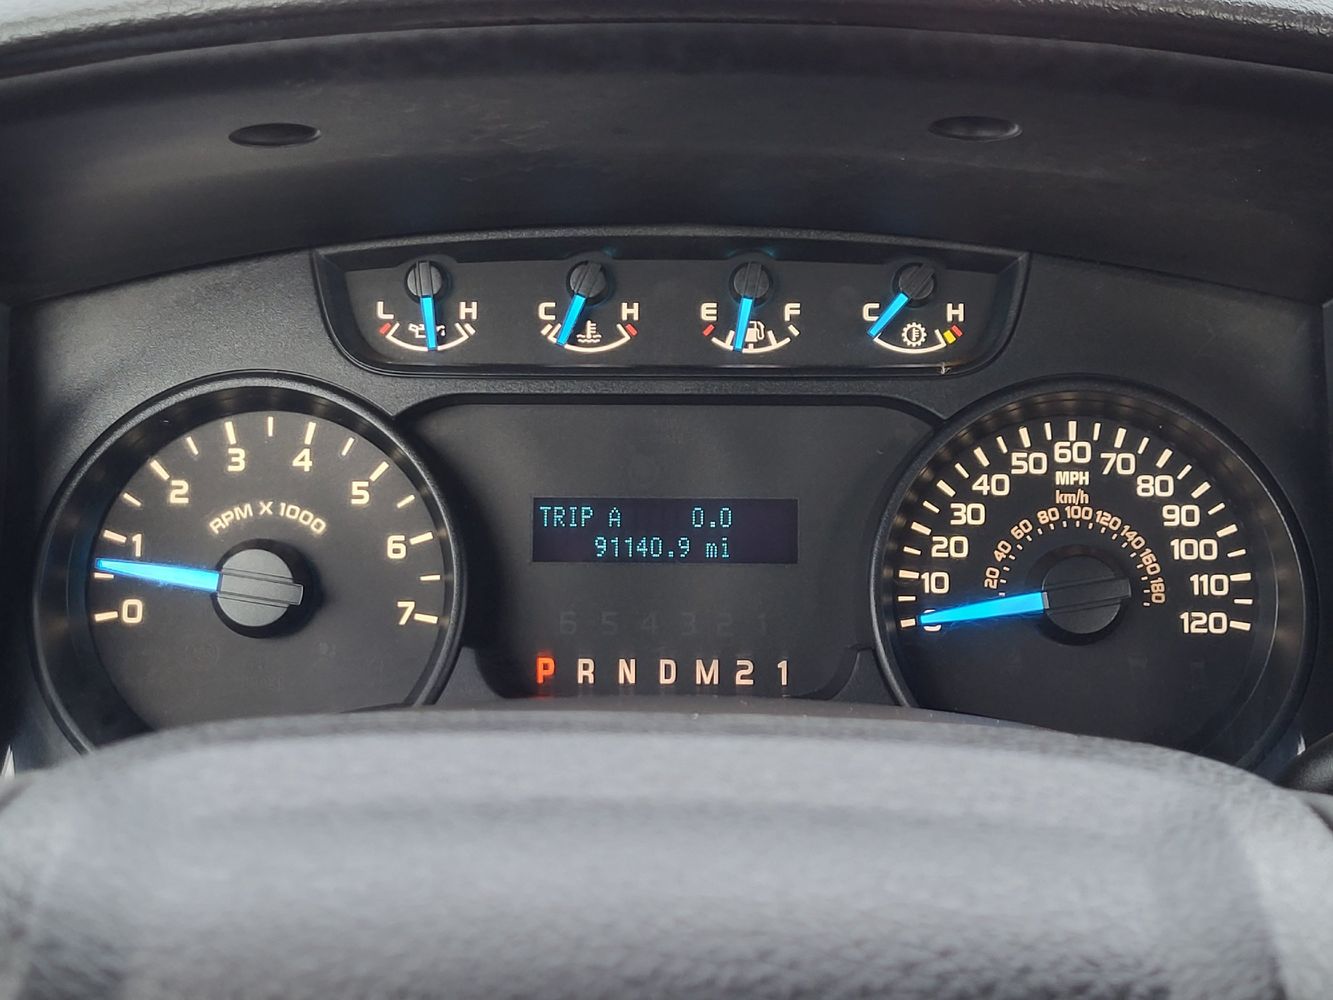 L H C H E F C H
RPM X 1000
0 1 2 3 4 5 6 7
TRIP A 0.0
91140.9 mi
6 5 4 3 2 1
P R N D M 2 1
MPH
km/h
0 10 20 30 40 50 60 70 80 90 100 110 120
20 40 60 80 100 120 140 160 180